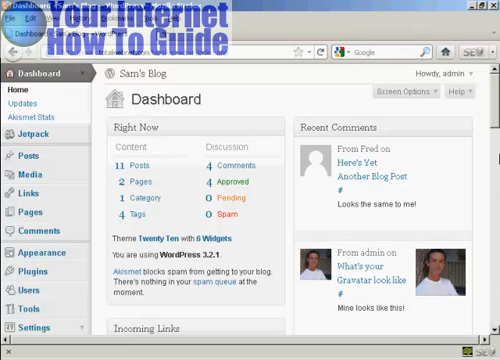 Your Internet
How To Guide
Dashboard ‹ Sam's Blog — WordPress
Bookmarks
Google
Dashboard
Sam's Blog
Howdy, admin
Home
Updates
Akismet Stats
Jetpack
Posts
Media
Links
Pages
Comments
Appearance
Plugins
Users
Tools
Settings
Screen Options
Help
Dashboard
Right Now
Content
Discussion
11 Posts
4 Comments
2 Pages
4 Approved
1 Category
0 Pending
4 Tags
0 Spam
Theme Twenty Ten with 6 Widgets
You are using WordPress 3.2.1.
Akismet blocks spam from getting to your blog.
There's nothing in your spam queue at the
moment.
Incoming Links
Recent Comments
From Fred on
Here's Yet
Another Blog Post
#
Looks the same to me!
From admin on
What's your
Gravatar look like
#
Mine looks like this!